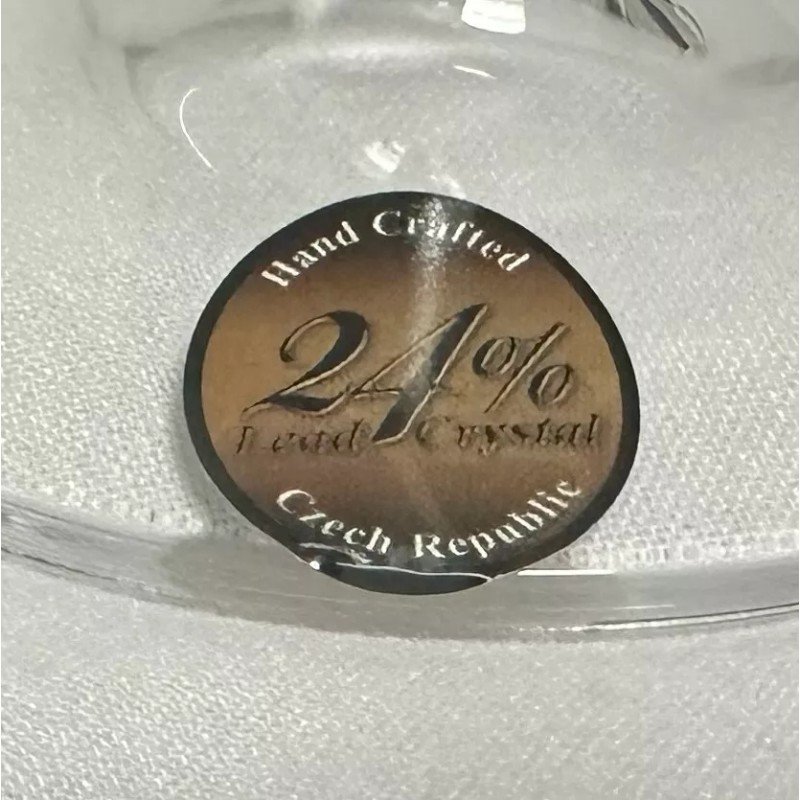 Hand Crafted
24%
Lead Crystal
Czech Republic